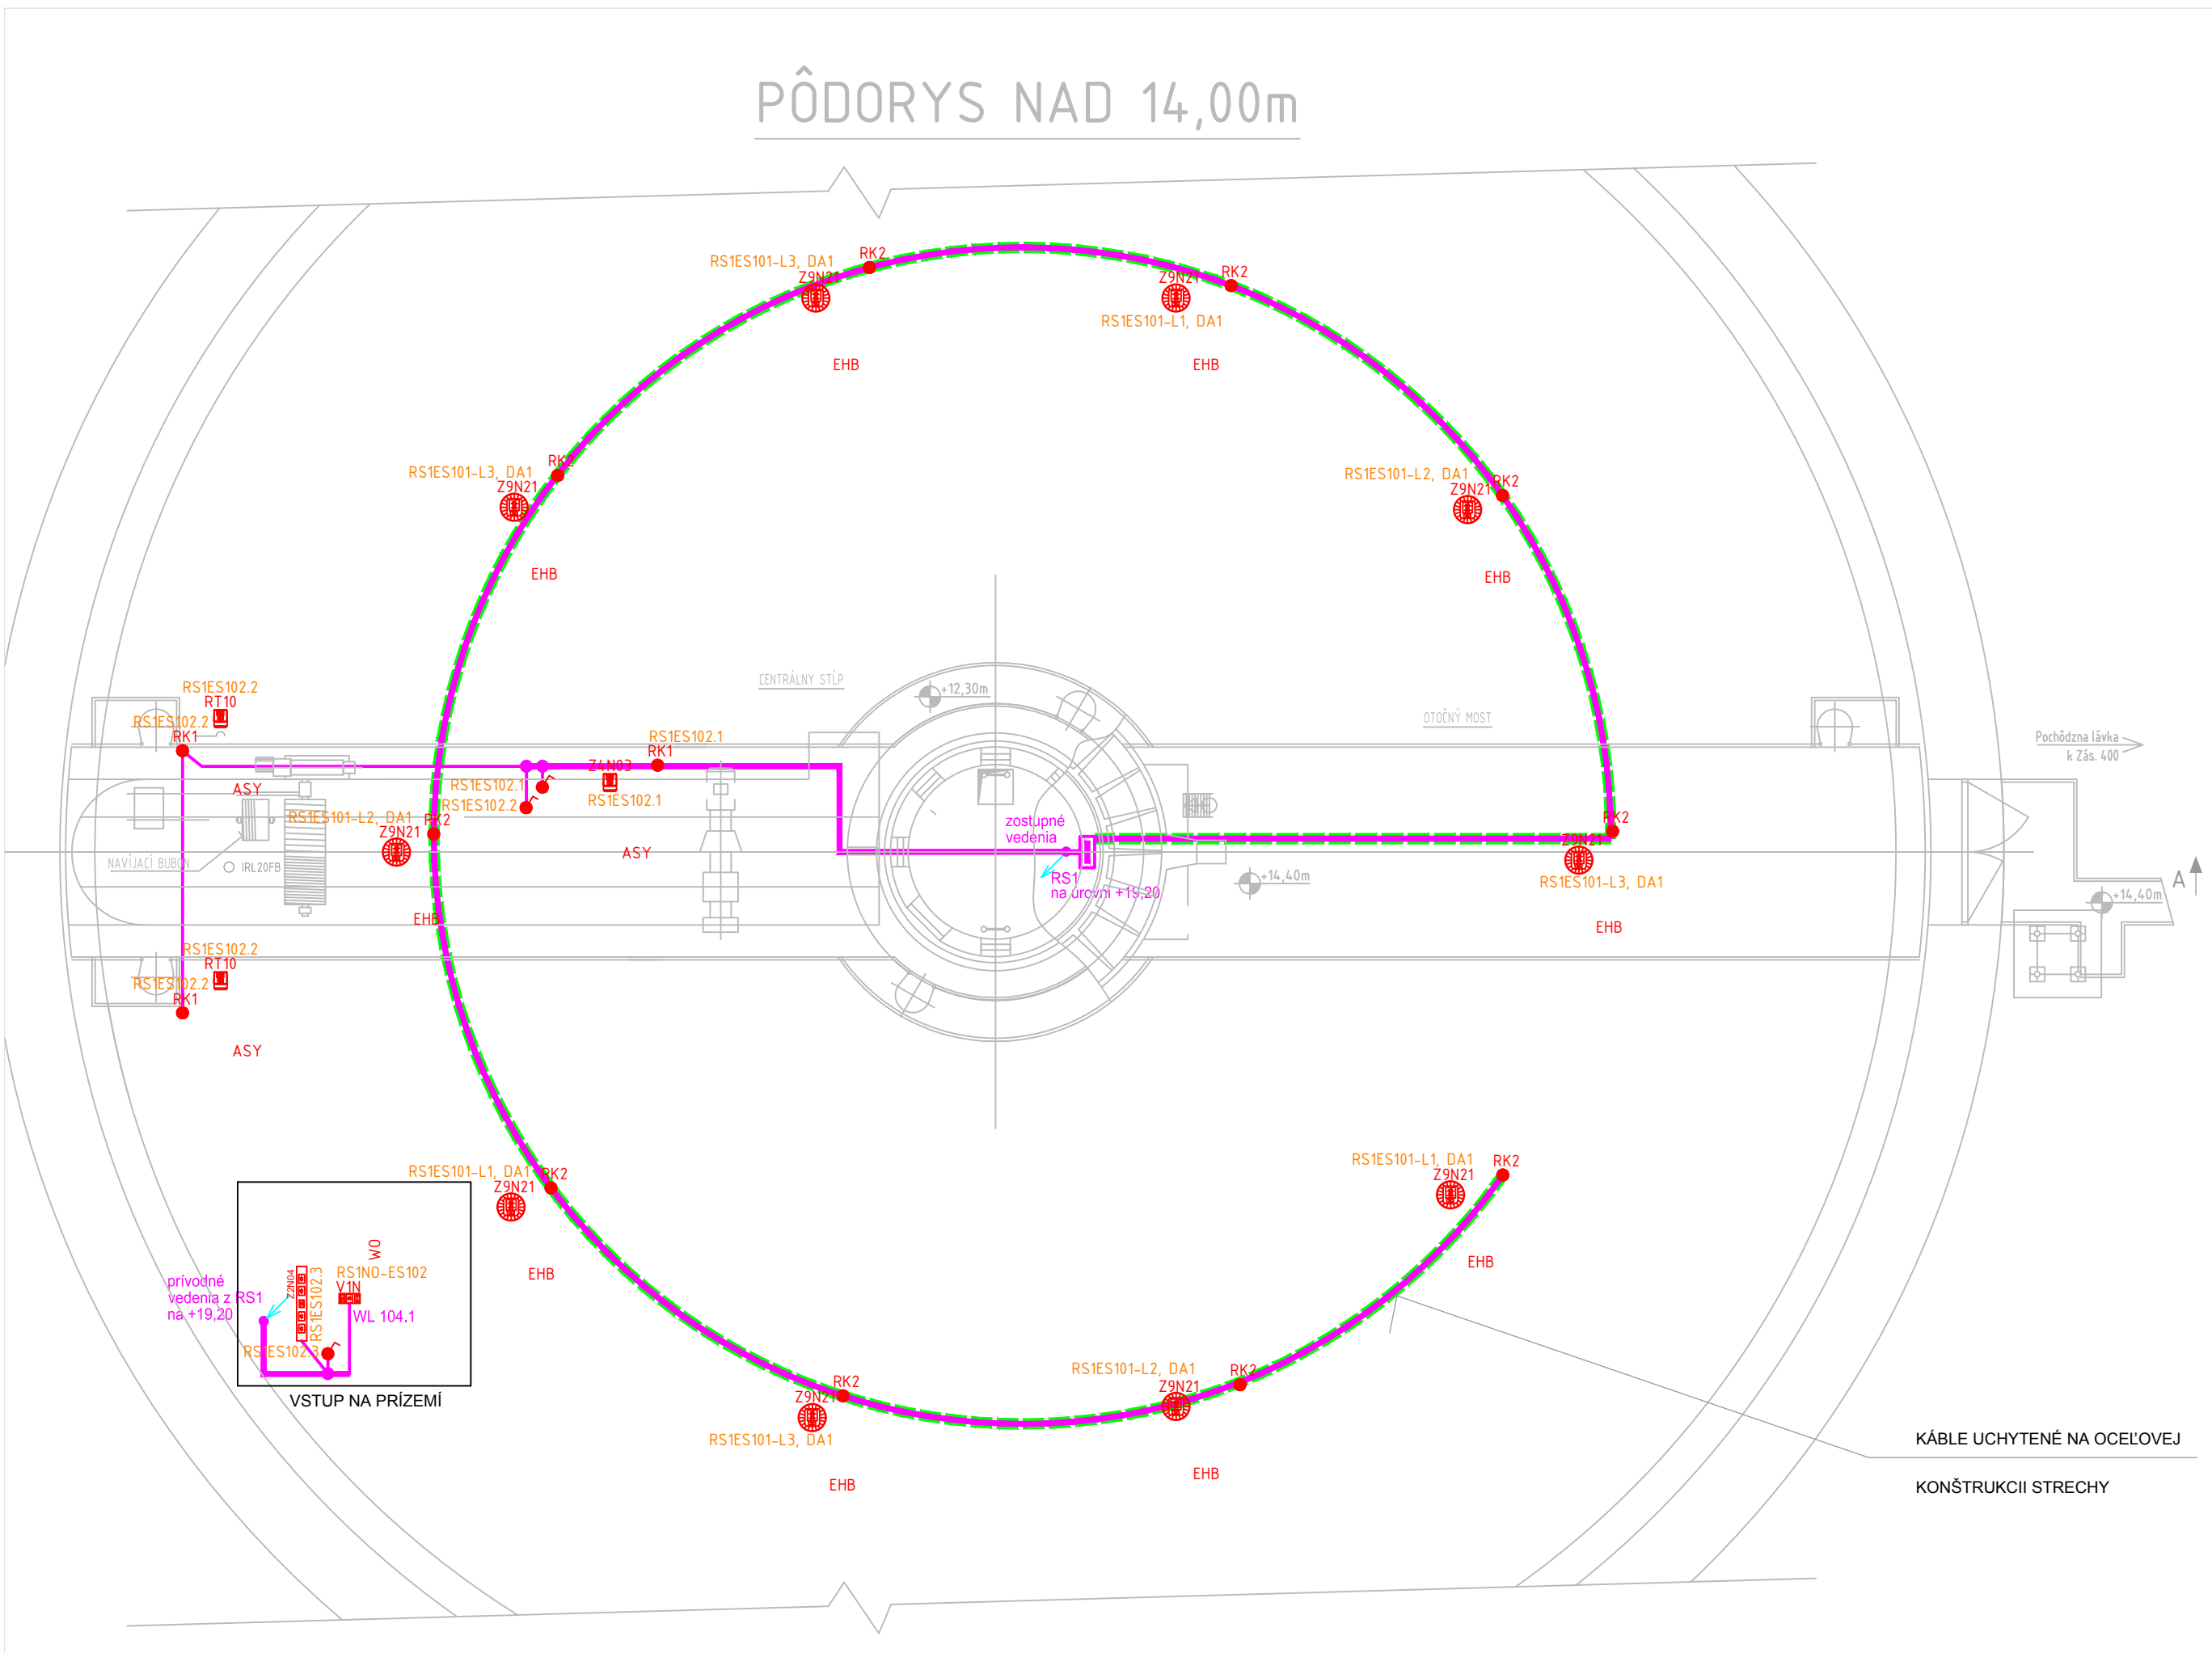 PÔDORYS NAD 14,00m
RS1ES101-L3, DA1
RK2
Z9N21
EHB
RK2
Z9N21
RS1ES101-L1, DA1
EHB
RK2
RS1ES101-L3, DA1
Z9N21
EHB
RS1ES101-L2, DA1
RK2
Z9N21
EHB
CENTRÁLNY STĹP
+12,30m
OTOČNÝ MOST
Pochôdzna lávka
k Zás. 400
RS1ES102.2
RT10
RS1ES102.2
RK1
ASY
RS1ES102.1
RK1
Z4N03
RS1ES102.1
RS1ES102.1
RS1ES102.2
RS1ES101-L2, DA1
RK2
Z9N21
ASY
EHB
NAVÍJACÍ BUBON
IRL20FB
zostupné
vedenia
RS1
na úrovni +19,20
+14,40m
RK2
Z9N21
RS1ES101-L3, DA1
EHB
A
+14,40m
RS1ES102.2
RT10
RS1ES102.2
RK1
ASY
RS1ES101-L1, DA1
RK2
Z9N21
EHB
RS1ES101-L1, DA1
RK2
Z9N21
EHB
WO
prívodné
vedenia z RS1
na +19,20
Z2N04
RS1ES102.3
RS1NO-ES102
V1N
WL 104.1
RS1ES102.3
VSTUP NA PRÍZEMÍ
RK2
Z9N21
RS1ES101-L3, DA1
EHB
RS1ES101-L2, DA1
RK2
Z9N21
EHB
KÁBLE UCHYTENÉ NA OCEĽOVEJ
KONŠTRUKCII STRECHY